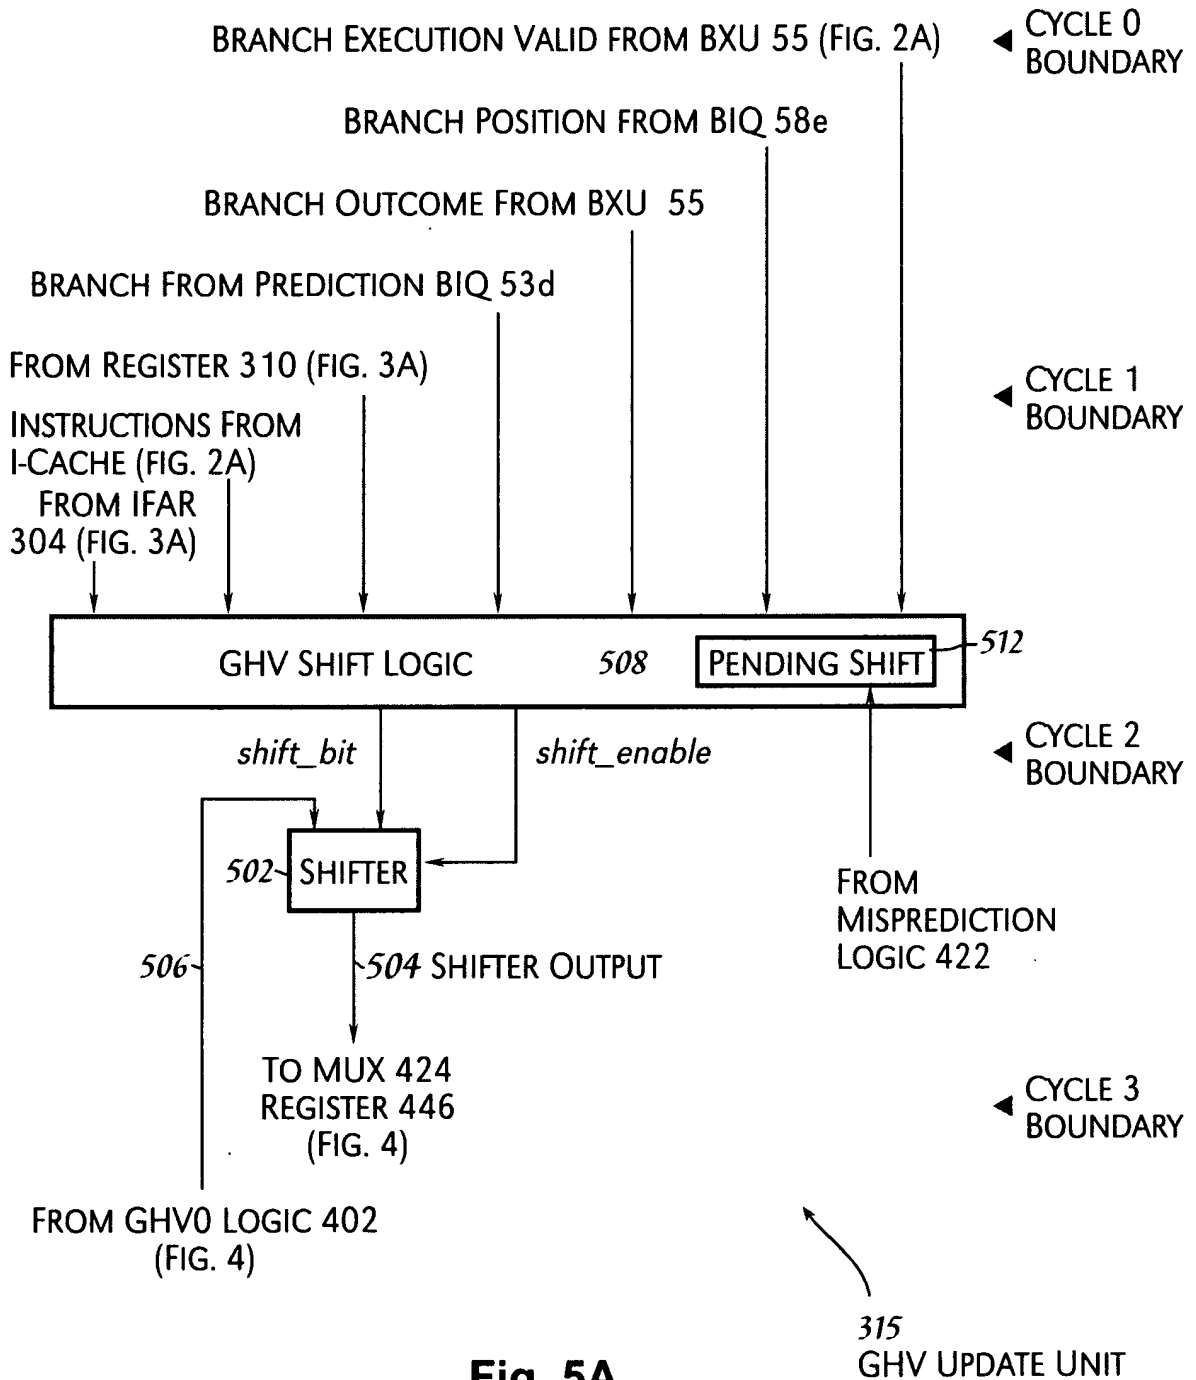 BRANCH EXECUTION VALID FROM BXU 55 (FIG. 2A)
CYCLE 0
BOUNDARY
BRANCH POSITION FROM BIQ 58e
BRANCH OUTCOME FROM BXU 55
BRANCH FROM PREDICTION BIQ 53d
FROM REGISTER 310 (FIG. 3A)
CYCLE 1
BOUNDARY
INSTRUCTIONS FROM
I-CACHE (FIG. 2A)
FROM IFAR
304 (FIG. 3A)
GHV SHIFT LOGIC 508
PENDING SHIFT
512
shift_bit
shift_enable
CYCLE 2
BOUNDARY
502
SHIFTER
FROM
MISPREDICTION
LOGIC 422
506
504 SHIFTER OUTPUT
TO MUX 424
REGISTER 446
(FIG. 4)
CYCLE 3
BOUNDARY
FROM GHV0 LOGIC 402
(FIG. 4)
315
GHV UPDATE UNIT
Fig. 5A